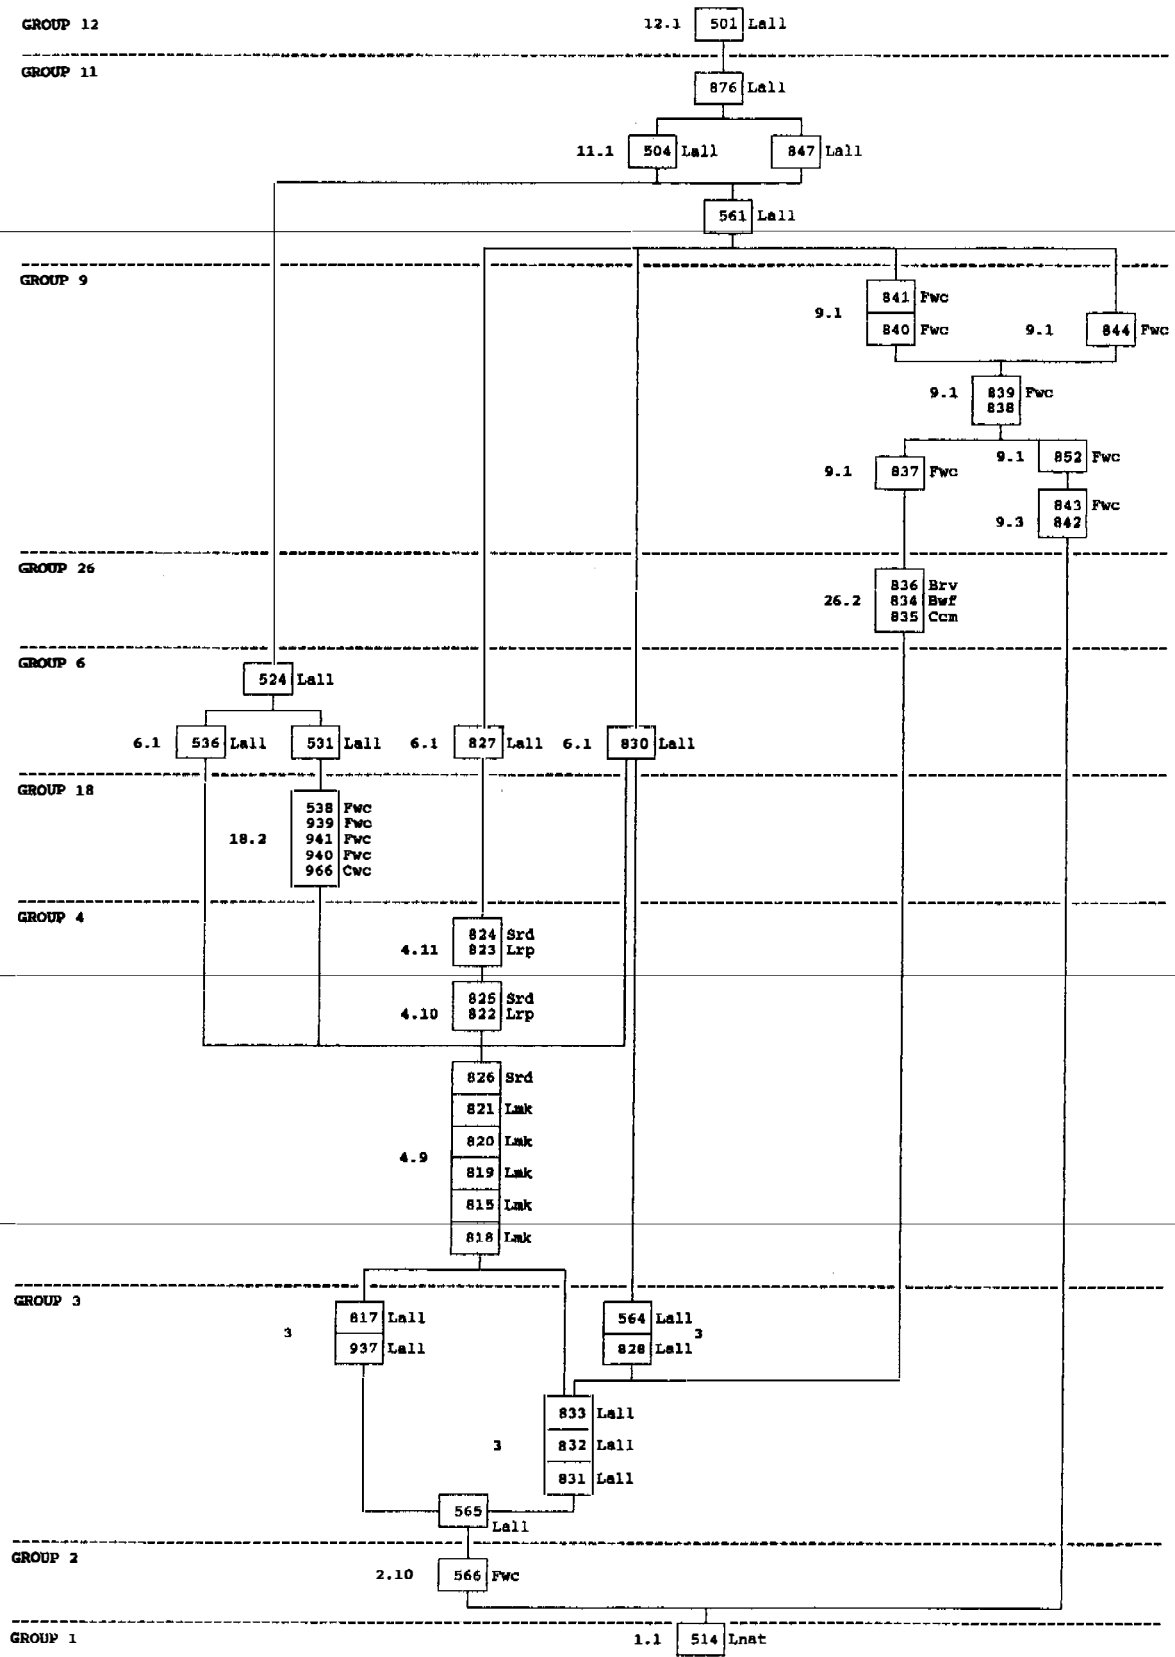 GROUP 12
12.1 501 Lall
GROUP 11
876 Lall
11.1 504 Lall 847 Lall
561 Lall
GROUP 9
841 Fwc
9.1
840 Fwc 9.1 844 Fwc
9.1 839 Fwc
838
9.1 837 Fwc 9.1 852 Fwc
843 Fwc
9.3 842
GROUP 26
836 Brv
26.2 834 Bwf
835 Ccm
GROUP 6
524 Lall
6.1 536 Lall 531 Lall 6.1 827 Lall 6.1 830 Lall
GROUP 18
538 Fwc
939 Fwc
18.2 941 Fwc
940 Fwc
966 Cwc
GROUP 4
824 Srd
4.11 823 Lrp
825 Srd
4.10 822 Lrp
826 Srd
821 Lmk
820 Lmk
4.9
819 Lmk
815 Lmk
818 Lmk
GROUP 3
817 Lall 564 Lall
3 3
937 Lall 828 Lall
833 Lall
3 832 Lall
831 Lall
565
Lall
GROUP 2
2.10 566 Fwc
GROUP 1
1.1 514 Lnat